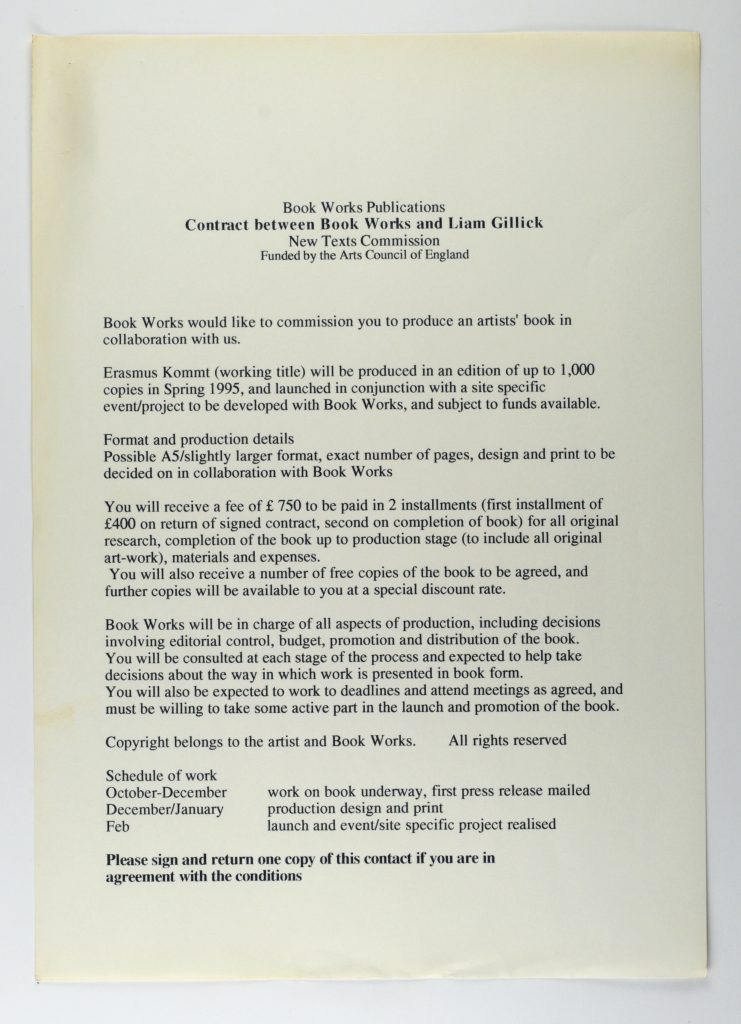 Book Works Publications
Contract between Book Works and Liam Gillick
New Texts Commission
Funded by the Arts Council of England
Book Works would like to commission you to produce an artists' book in
collaboration with us.
Erasmus Kommt (working title) will be produced in an edition of up to 1,000
copies in Spring 1995, and launched in conjunction with a site specific
event/project to be developed with Book Works, and subject to funds available.
Format and production details
Possible A5/slightly larger format, exact number of pages, design and print to be
decided on in collaboration with Book Works
You will receive a fee of £ 750 to be paid in 2 installments (first installment of
£400 on return of signed contract, second on completion of book) for all original
research, completion of the book up to production stage (to include all original
art-work), materials and expenses.
You will also receive a number of free copies of the book to be agreed, and
further copies will be available to you at a special discount rate.
Book Works will be in charge of all aspects of production, including decisions
involving editorial control, budget, promotion and distribution of the book.
You will be consulted at each stage of the process and expected to help take
decisions about the way in which work is presented in book form.
You will also be expected to work to deadlines and attend meetings as agreed, and
must be willing to take some active part in the launch and promotion of the book.
Copyright belongs to the artist and Book Works. All rights reserved
Schedule of work
October-December work on book underway, first press release mailed
December/January production design and print
Feb launch and event/site specific project realised
Please sign and return one copy of this contact if you are in
agreement with the conditions